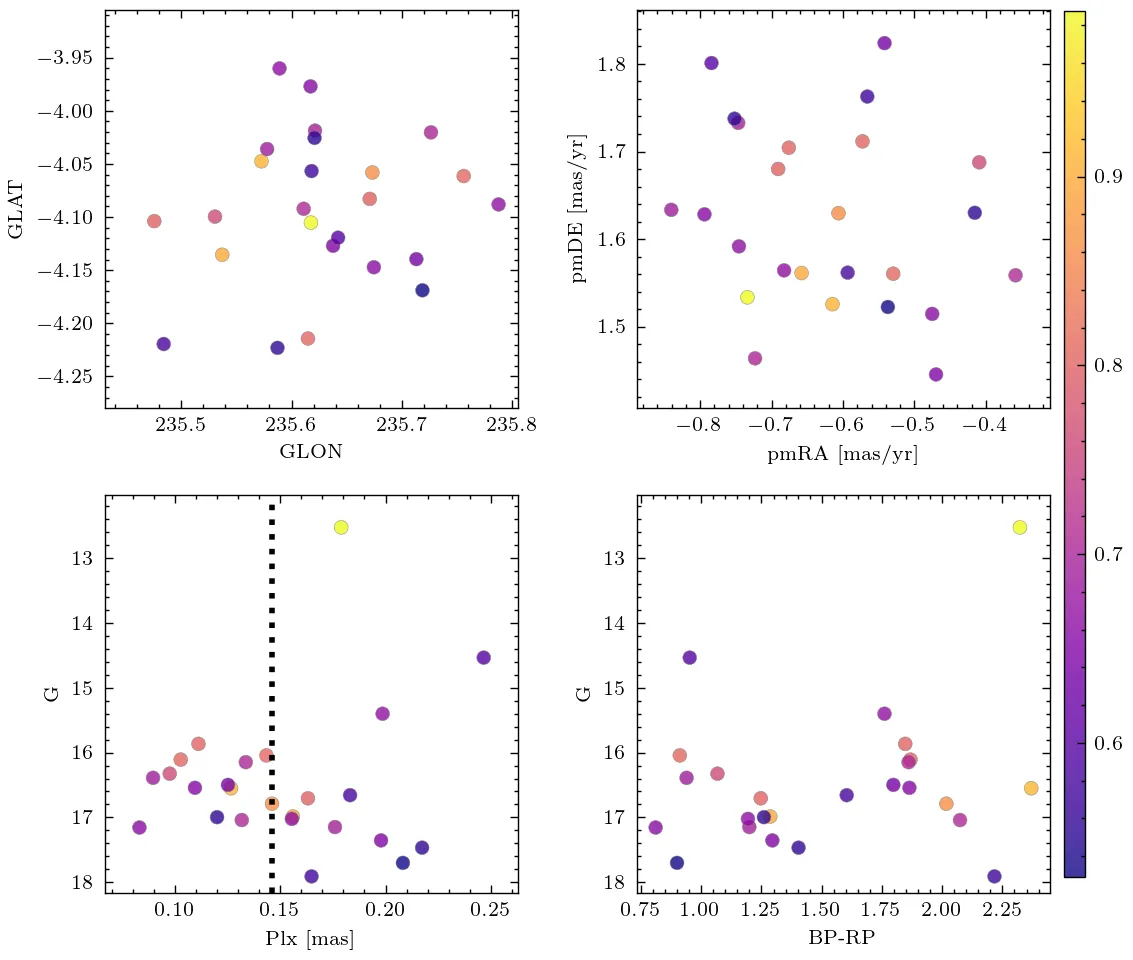 −3.95
−4.00
−4.05
−4.10
−4.15
−4.20
−4.25
GLAT
235.5 235.6 235.7 235.8
GLON
1.8
1.7
1.6
1.5
pmDE [mas/yr]
−0.8 −0.7 −0.6 −0.5 −0.4
pmRA [mas/yr]
0.9
0.8
0.7
0.6
13
14
15
16
17
18
G
0.10 0.15 0.20 0.25
Plx [mas]
13
14
15
16
17
18
G
0.75 1.00 1.25 1.50 1.75 2.00 2.25
BP-RP